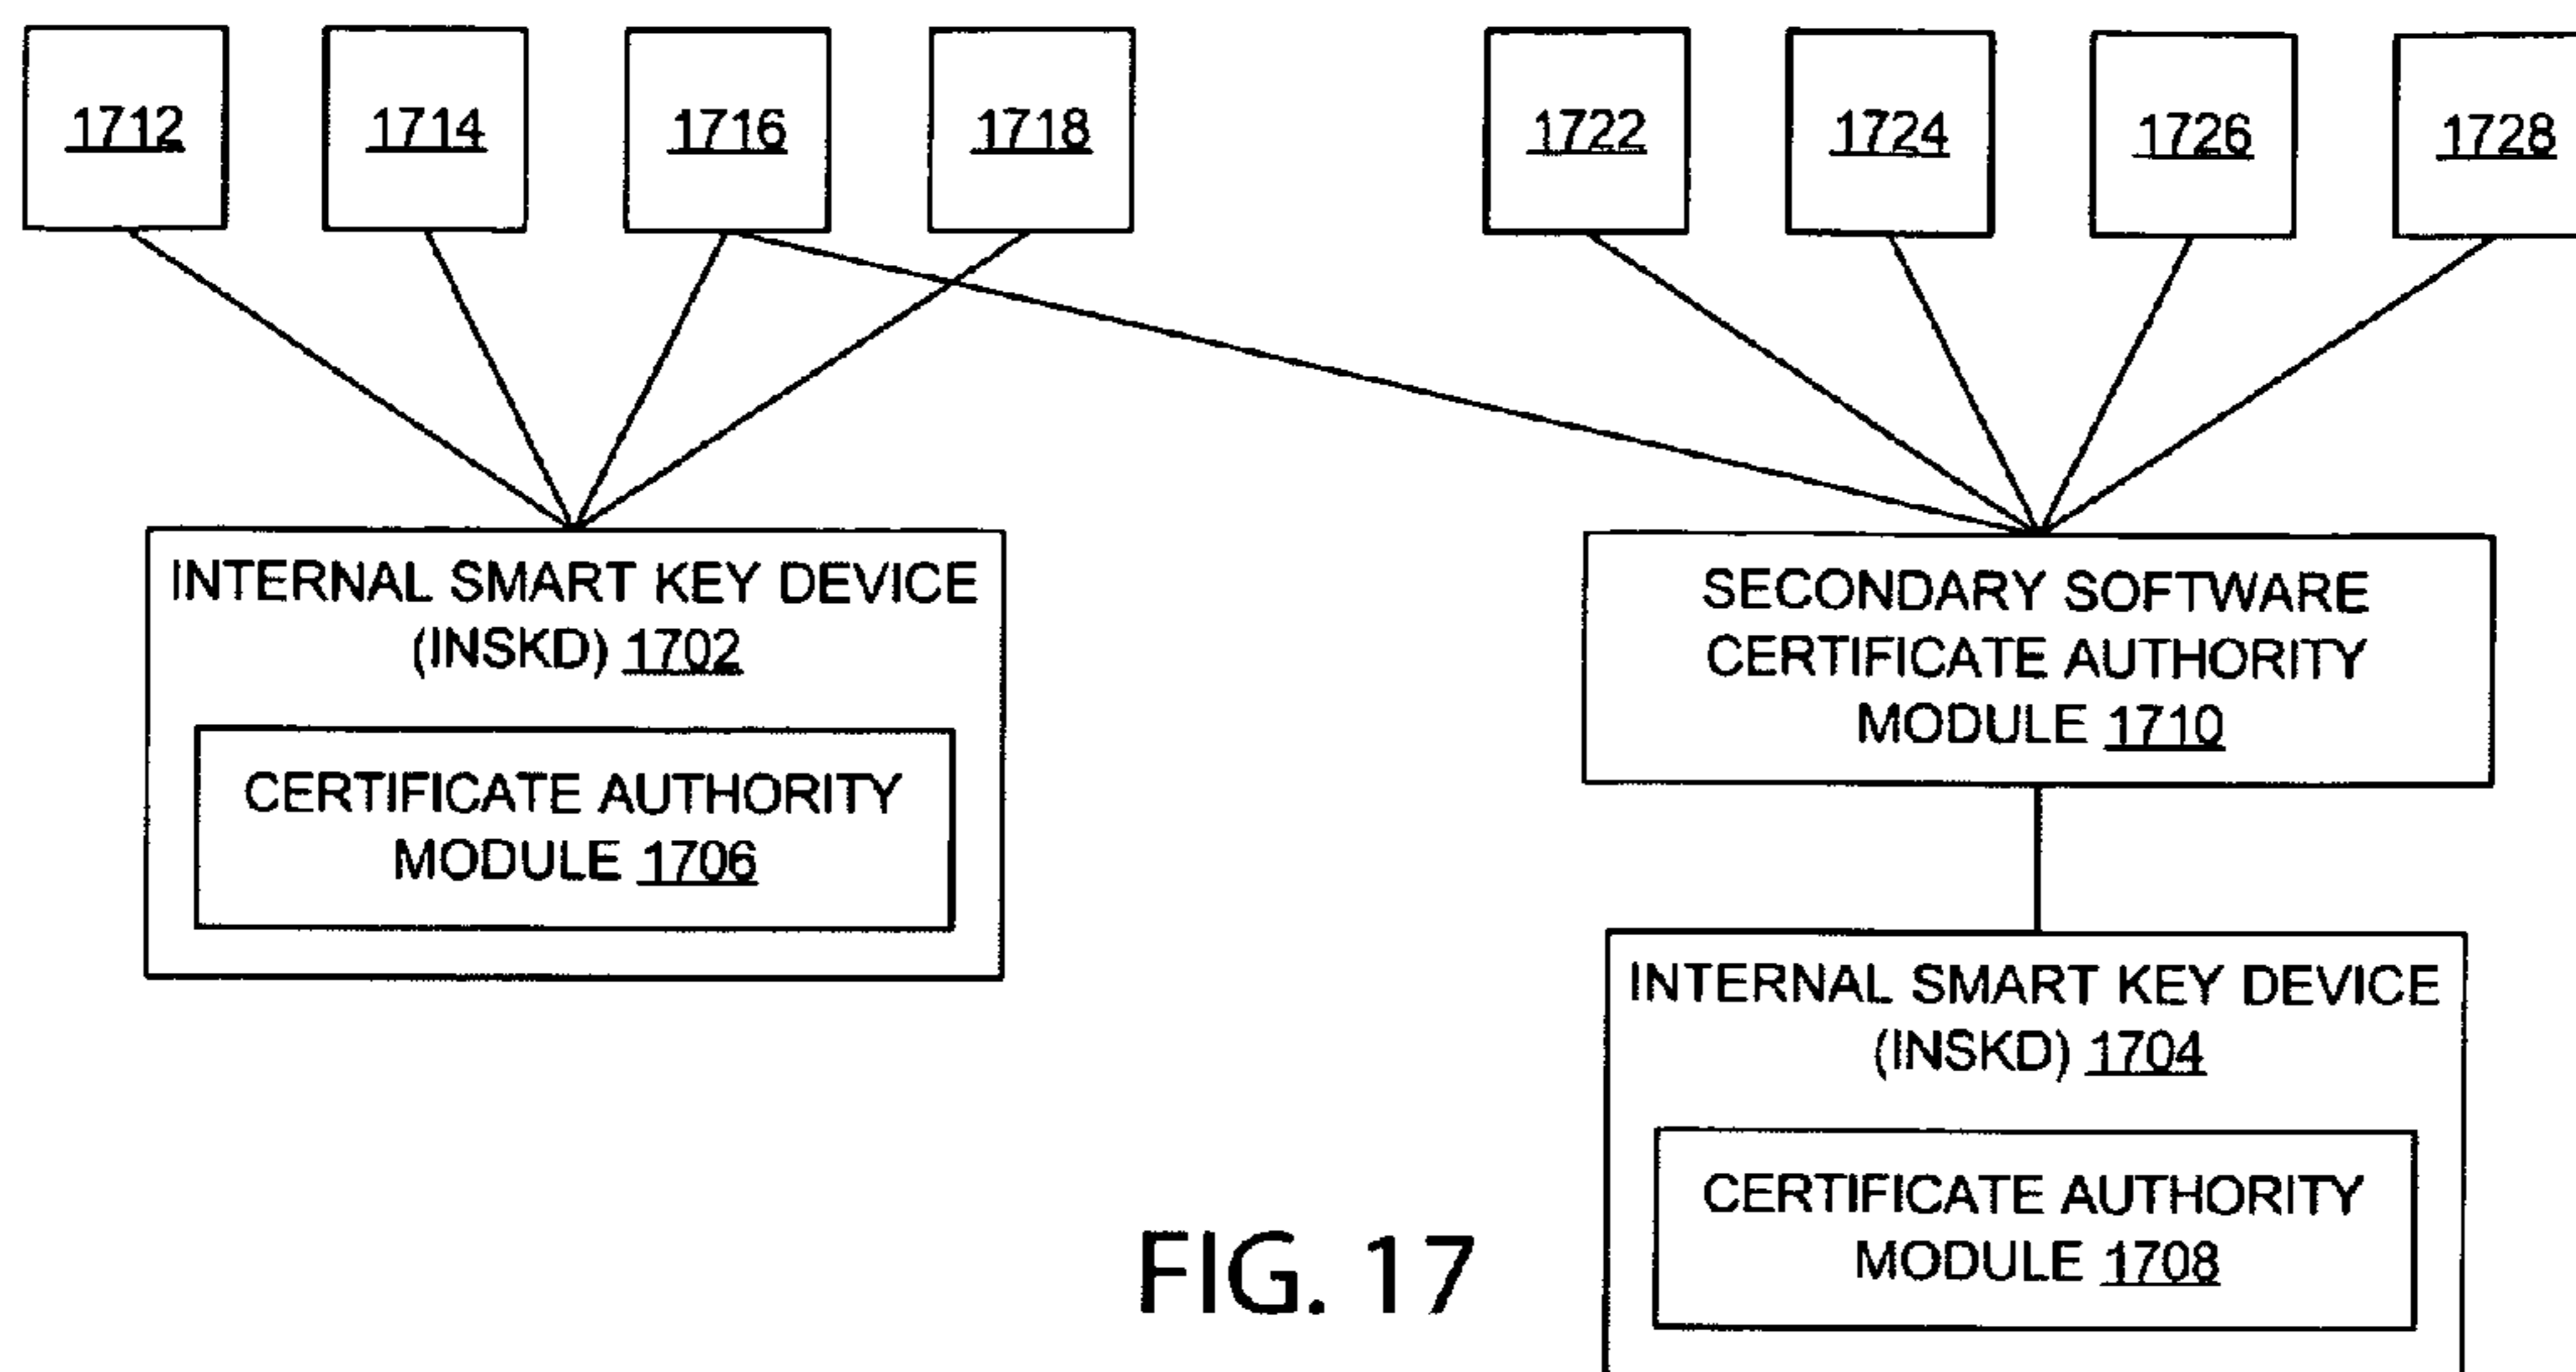 1712
1714
1716
1718
1722
1724
1726
1728
INTERNAL SMART KEY DEVICE
(INSKD) 1702
CERTIFICATE AUTHORITY
MODULE 1706
SECONDARY SOFTWARE
CERTIFICATE AUTHORITY
MODULE 1710
INTERNAL SMART KEY DEVICE
(INSKD) 1704
CERTIFICATE AUTHORITY
MODULE 1708
FIG. 17